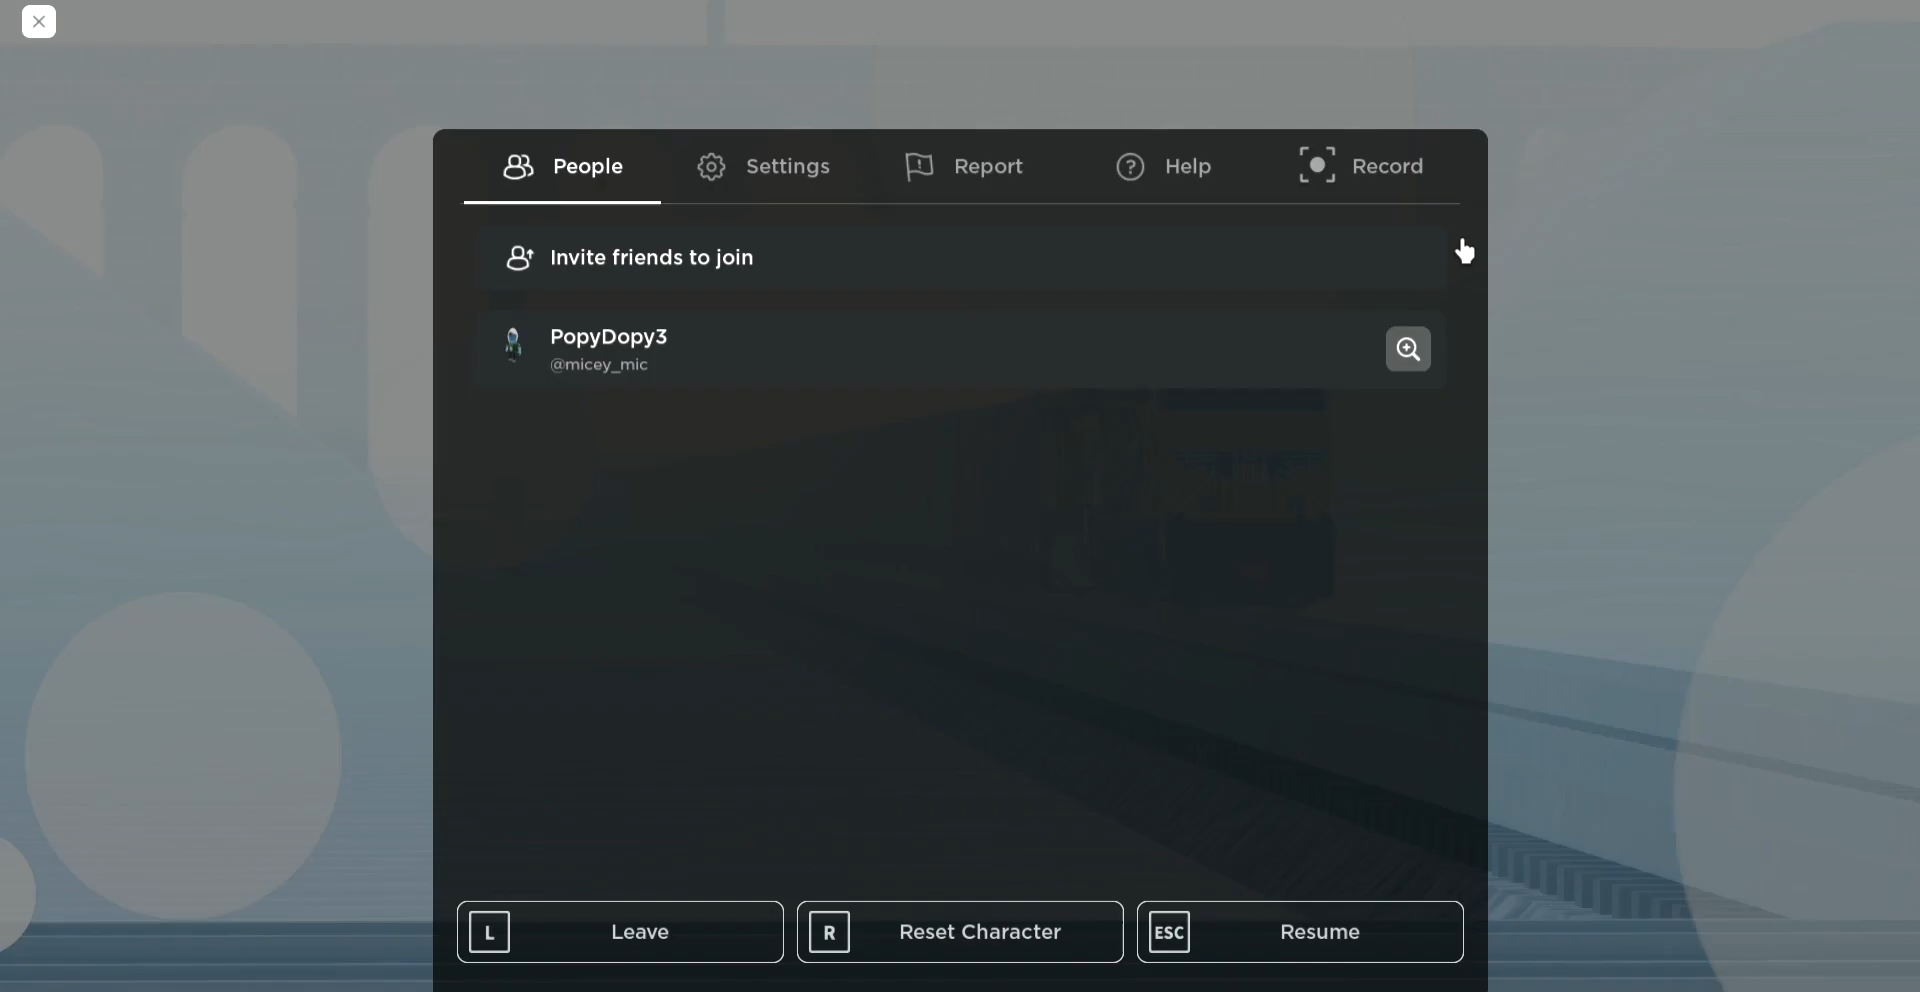 People
Settings
Report
Help
Record
Invite friends to join
PopyDopy3
@micey_mic
L
Leave
R
Reset Character
ESC
Resume